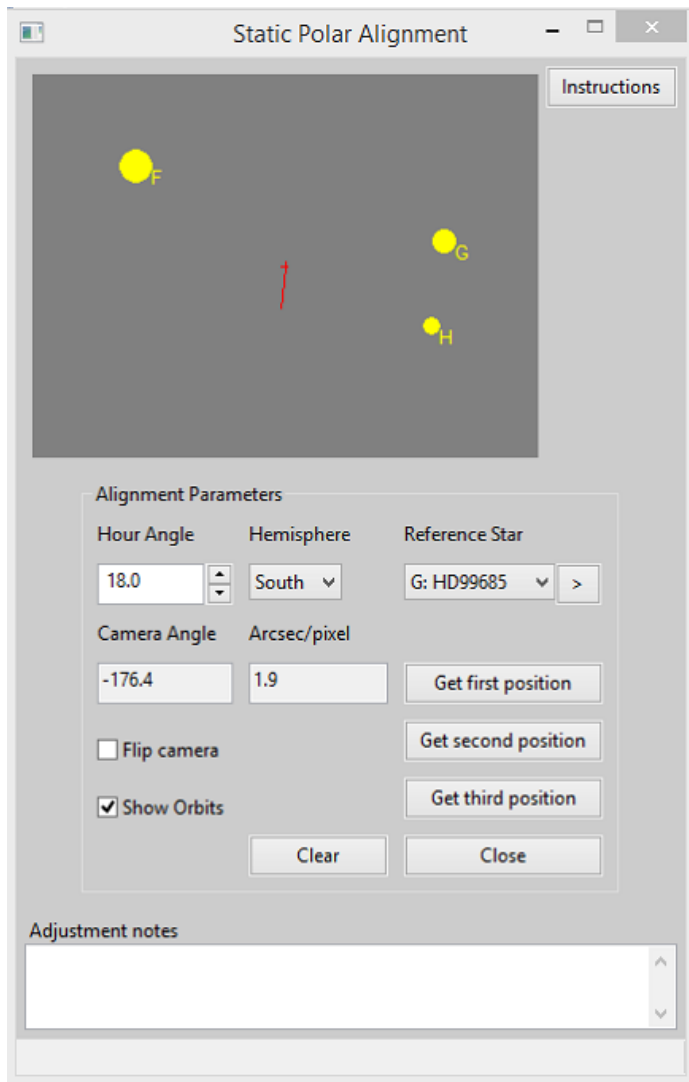 Static Polar Alignment
Instructions
F
G
H
Alignment Parameters
Hour Angle Hemisphere Reference Star
18.0 South G: HD99685 >
Camera Angle Arcsec/pixel
-176.4 1.9 Get first position
Flip camera Get second position
Show Orbits Get third position
Clear Close
Adjustment notes